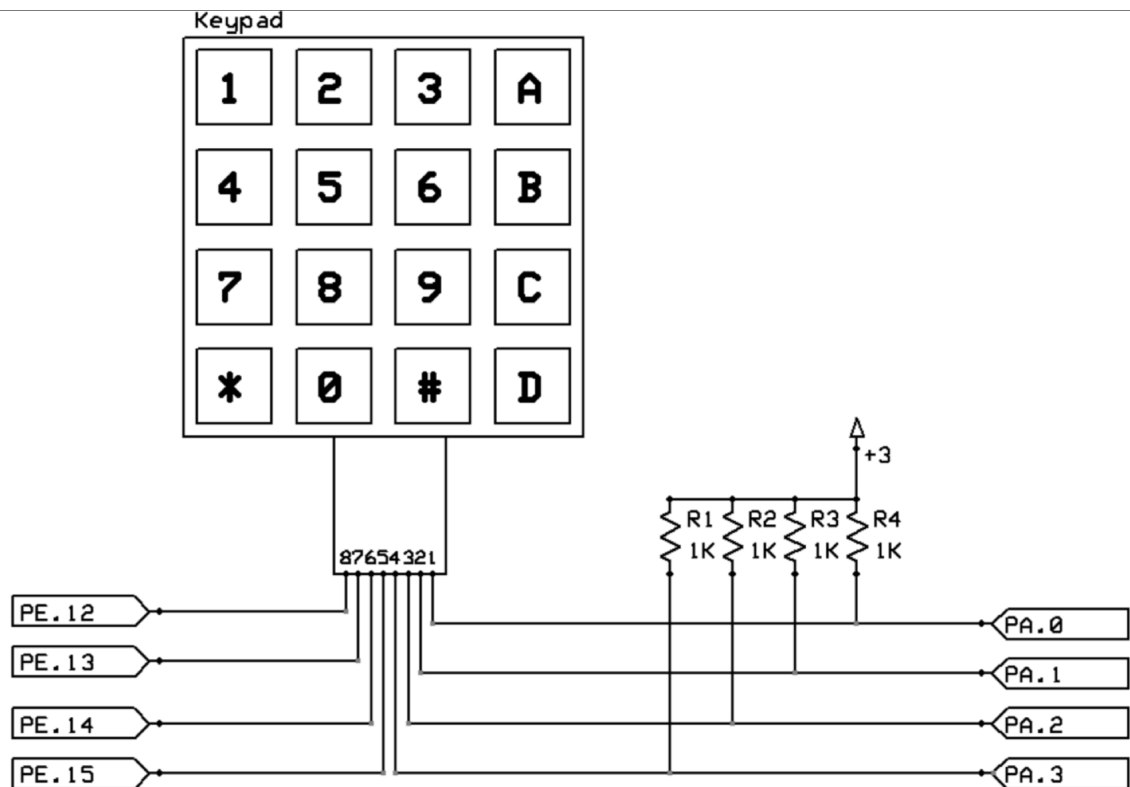 Keypad
1 2 3 A
4 5 6 B
7 8 9 C
* 0 # D
+3
R1 R2 R3 R4
1K 1K 1K 1K
87654321
PE.12
PA.0
PE.13
PA.1
PE.14
PA.2
PE.15
PA.3